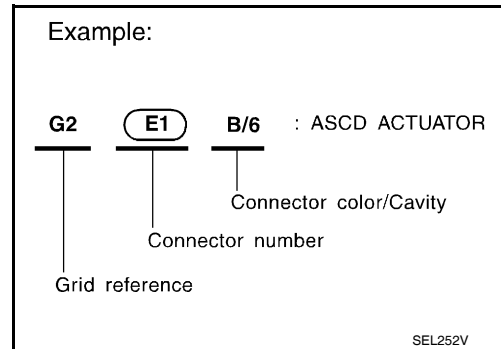 Example:
G2 E1 B/6 : ASCD ACTUATOR
Connector color/Cavity
Connector number
Grid reference
SEL252V